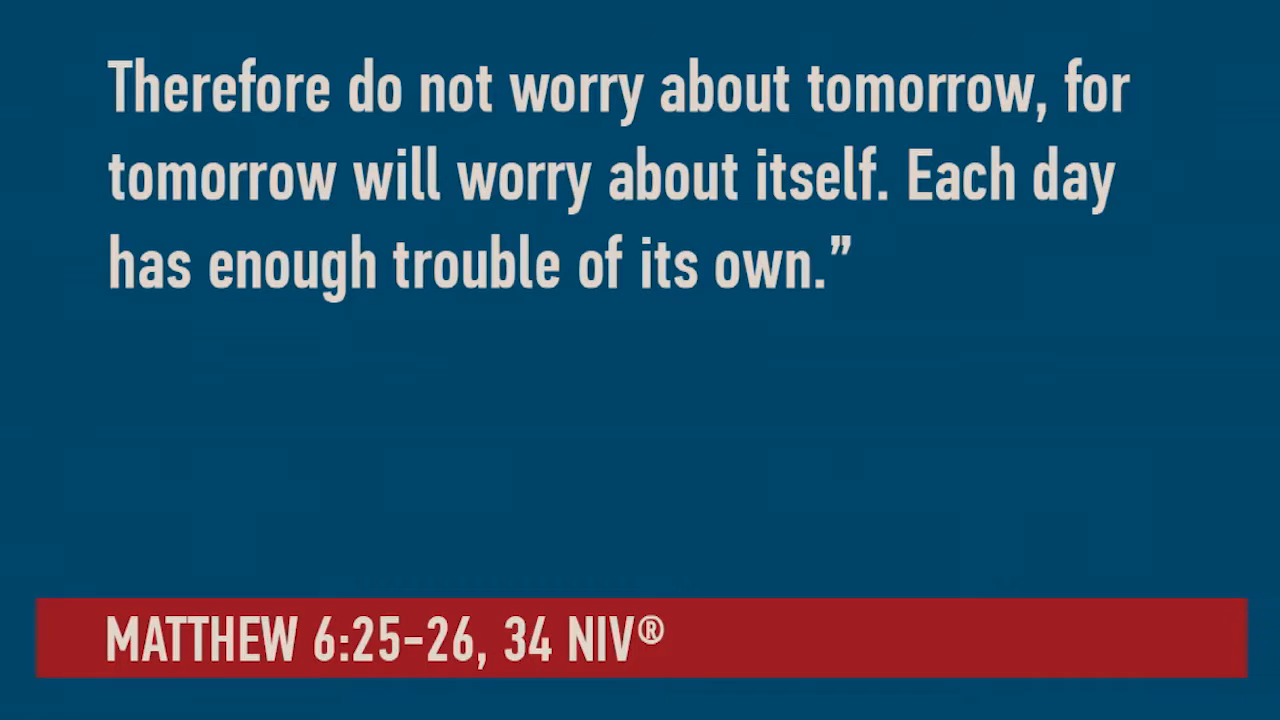 Therefore do not worry about tomorrow, for
tomorrow will worry about itself. Each day
has enough trouble of its own.”
MATTHEW 6:25-26, 34 NIV®